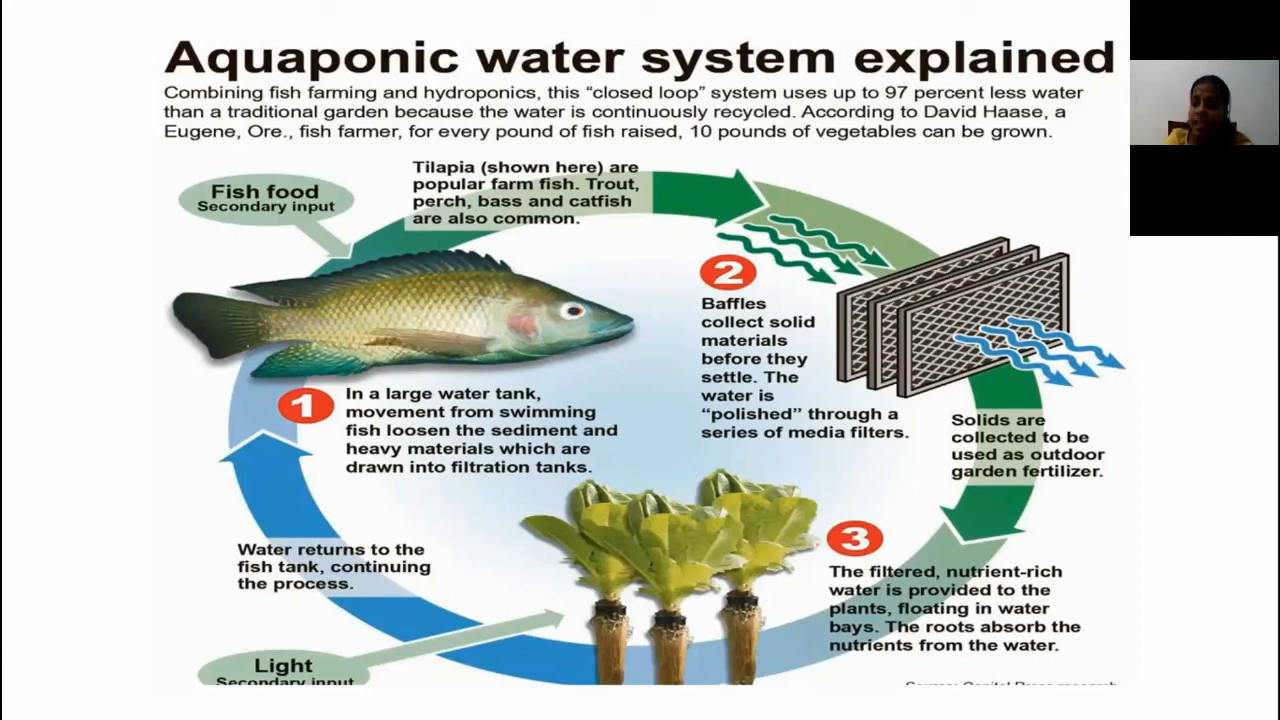 Aquaponic water system explained
Combining fish farming and hydroponics, this “closed loop” system uses up to 97 percent less water
than a traditional garden because the water is continuously recycled. According to David Haase, a
Eugene, Ore., fish farmer, for every pound of fish raised, 10 pounds of vegetables can be grown.
Fish food
Secondary input
Tilapia (shown here) are
popular farm fish. Trout,
perch, bass and catfish
are also common.
1
In a large water tank,
movement from swimming
fish loosen the sediment and
heavy materials which are
drawn into filtration tanks.
2
Baffles
collect solid
materials
before they
settle. The
water is
“polished” through a
series of media filters.
Solids are
collected to be
used as outdoor
garden fertilizer.
3
The filtered, nutrient-rich
water is provided to the
plants, floating in water
bays. The roots absorb the
nutrients from the water.
Water returns to the
fish tank, continuing
the process.
Light
Secondary input
Source: Capital Press research